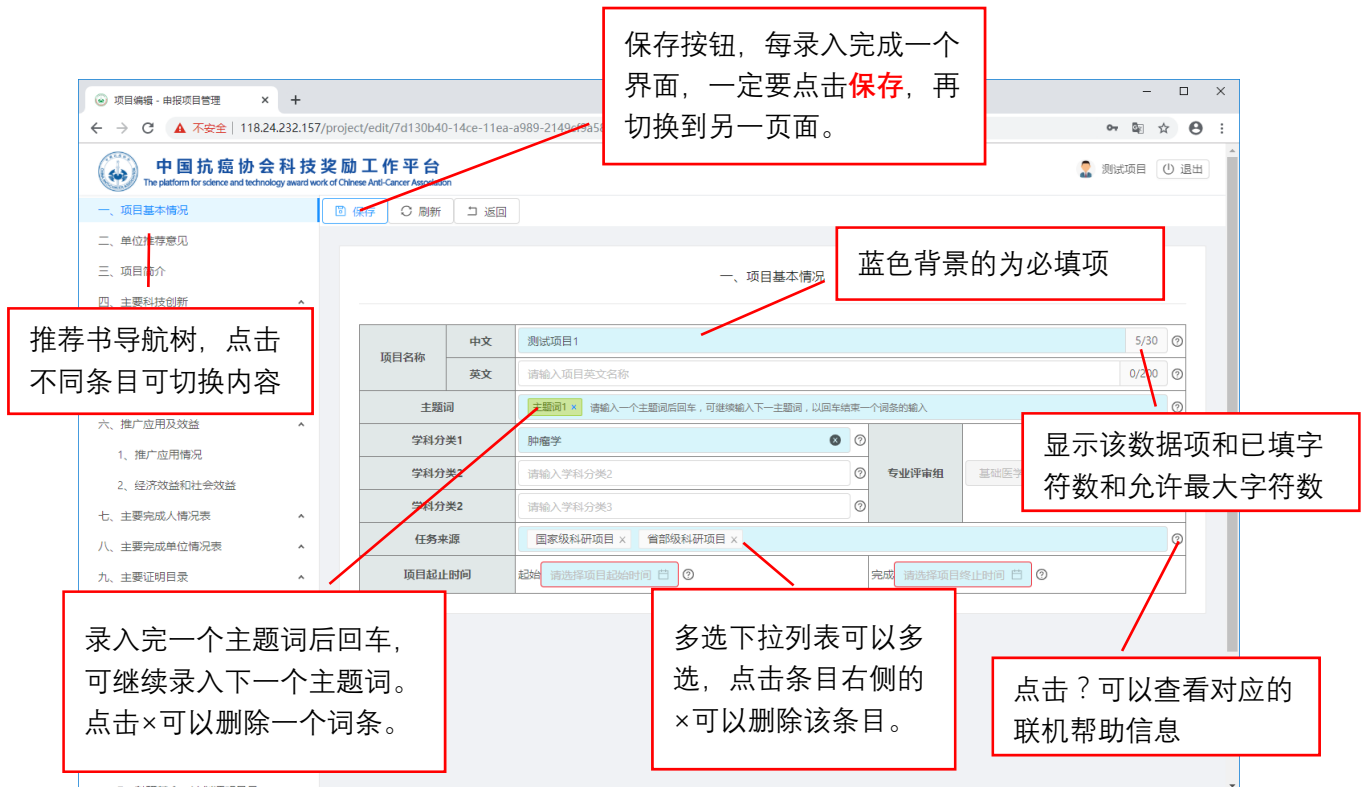 保存按钮，每录入完成一个
界面，一定要点击保存，再
切换到另一页面。
项目编辑 - 申报项目管理
不安全 | 118.24.232.157/project/edit/7d130b40-14ce-11ea-a989-2149cf9a58
中国抗癌协会科技奖励工作平台
The platform for science and technology award work of Chinese Anti-Cancer Association
测试项目
退出
一、项目基本情况
保存
刷新
返回
二、单位推荐意见
三、项目简介
四、主要科技创新
一、项目基本情况
蓝色背景的为必填项
推荐书导航树，点击
不同条目可切换内容
项目名称
中文
测试项目1
5/30
英文
请输入项目英文名称
0/200
主题词
主题词1 ×
请输入一个主题词后回车，可继续输入下一主题词，以回车结束一个词条的输入
六、推广应用及效益
1、推广应用情况
2、经济效益和社会效益
七、主要完成人情况表
八、主要完成单位情况表
九、主要证明目录
学科分类1
肿瘤学
学科分类2
请输入学科分类2
专业评审组
基础医学
学科分类2
请输入学科分类3
显示该数据项和已填字
符数和允许最大字符数
任务来源
国家级科研项目 ×
省部级科研项目 ×
项目起止时间
起始
请选择项目起始时间
完成
请选择项目终止时间
录入完一个主题词后回车，
可继续录入下一个主题词。
点击×可以删除一个词条。
多选下拉列表可以多
选，点击条目右侧的
×可以删除该条目。
点击？可以查看对应的
联机帮助信息